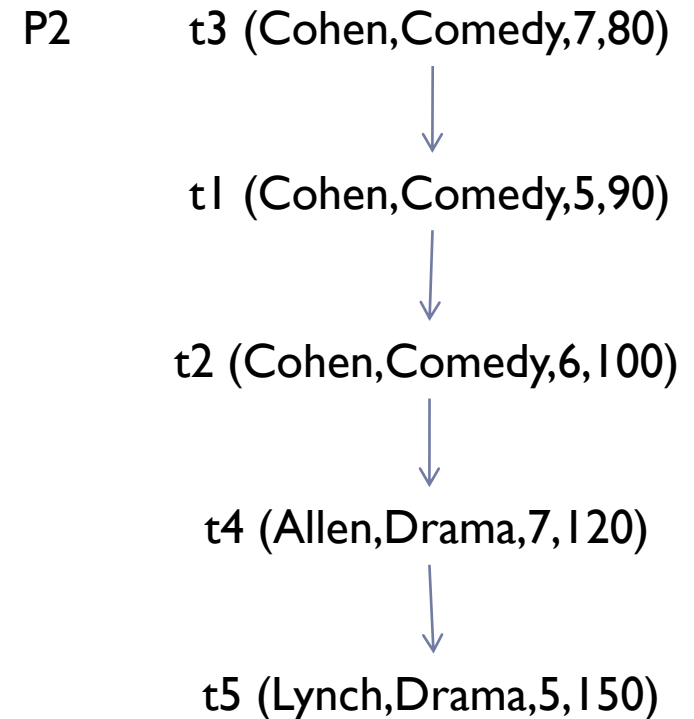 P2 t3 (Cohen,Comedy,7,80)
t1 (Cohen,Comedy,5,90)
t2 (Cohen,Comedy,6,100)
t4 (Allen,Drama,7,120)
t5 (Lynch,Drama,5,150)